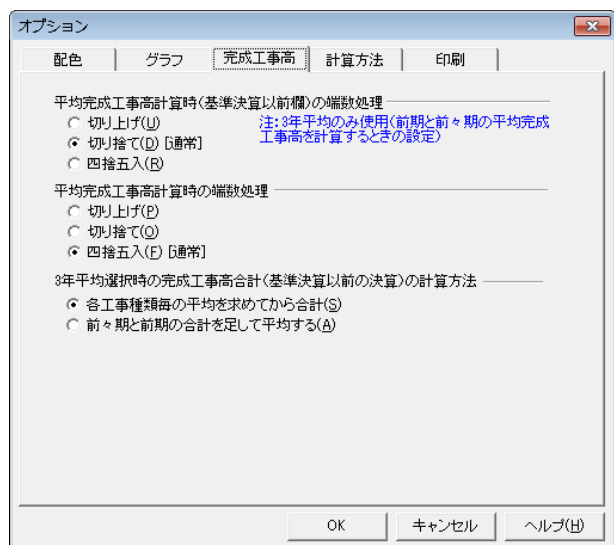 オプション
配色 グラフ 完成工事高 計算方法 印刷
平均完成工事高計算時(基準決算以前欄)の端数処理
切り上げ(U)
切り捨て(D) [通常]
四捨五入(R)
注:3年平均のみ使用(前期と前々期の平均完成
工事高を計算するときの設定)
平均完成工事高計算時の端数処理
切り上げ(P)
切り捨て(O)
四捨五入(F) [通常]
3年平均選択時の完成工事高合計(基準決算以前の決算)の計算方法
各工事種類毎の平均を求めてから合計(S)
前々期と前期の合計を足して平均する(A)
OK キャンセル ヘルプ(H)